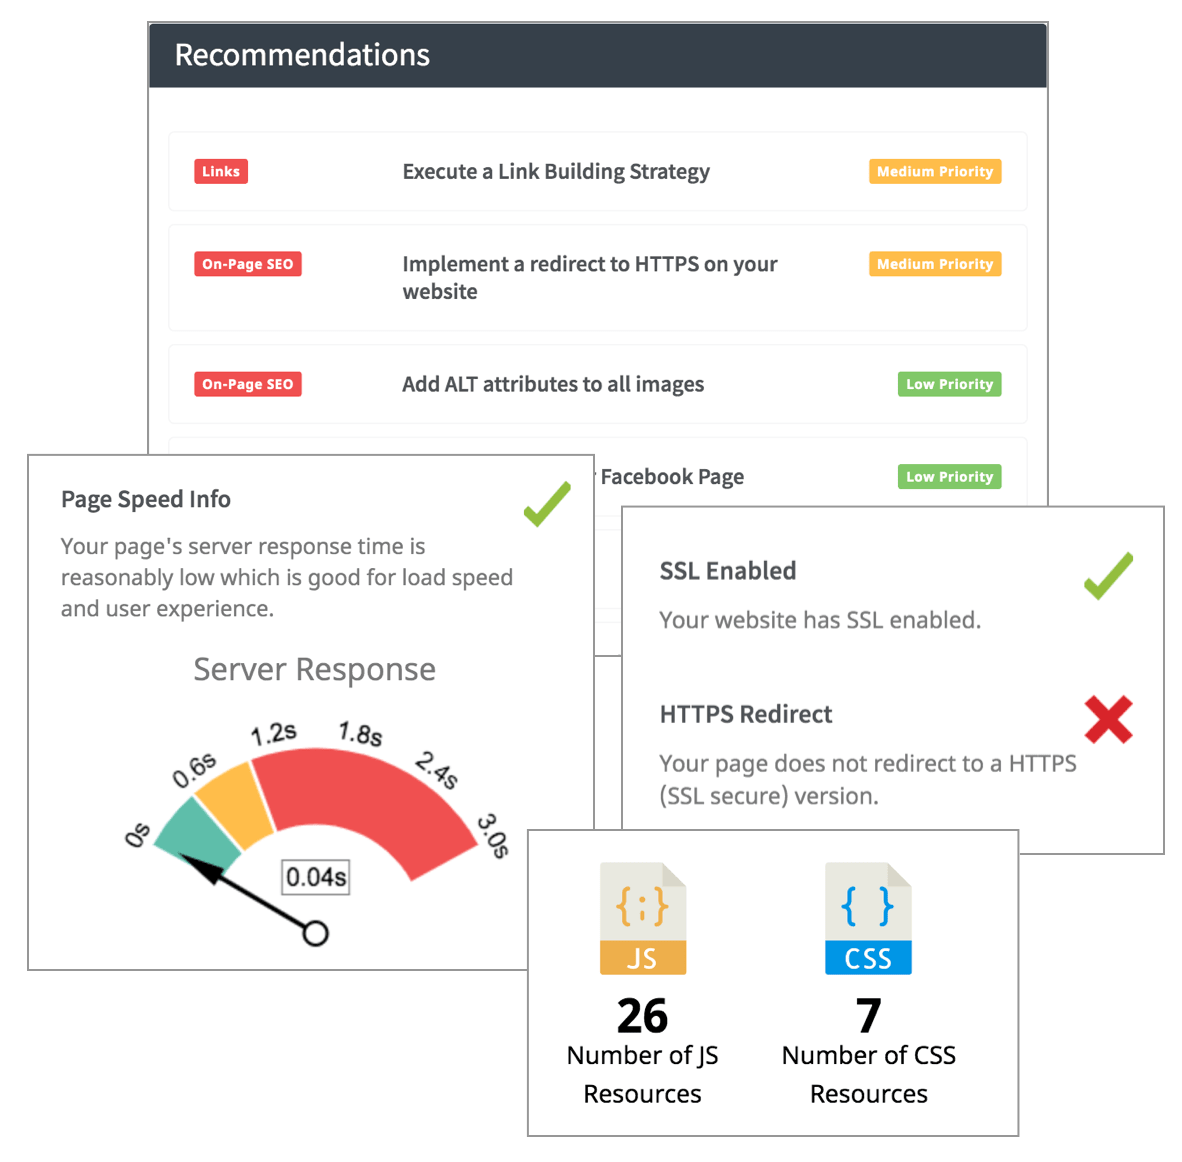 Recommendations
Links
Execute a Link Building Strategy
Medium Priority
On-Page SEO
Implement a redirect to HTTPS on your
website
Medium Priority
On-Page SEO
Add ALT attributes to all images
Low Priority
Facebook Page
Low Priority
Page Speed Info
Your page's server response time is
reasonably low which is good for load speed
and user experience.
Server Response
0s
0.6s
1.2s
1.8s
2.4s
3.0s
0.04s
SSL Enabled
Your website has SSL enabled.
HTTPS Redirect
Your page does not redirect to a HTTPS
(SSL secure) version.
{;}
JS
26
Number of JS
Resources
{ }
CSS
7
Number of CSS
Resources